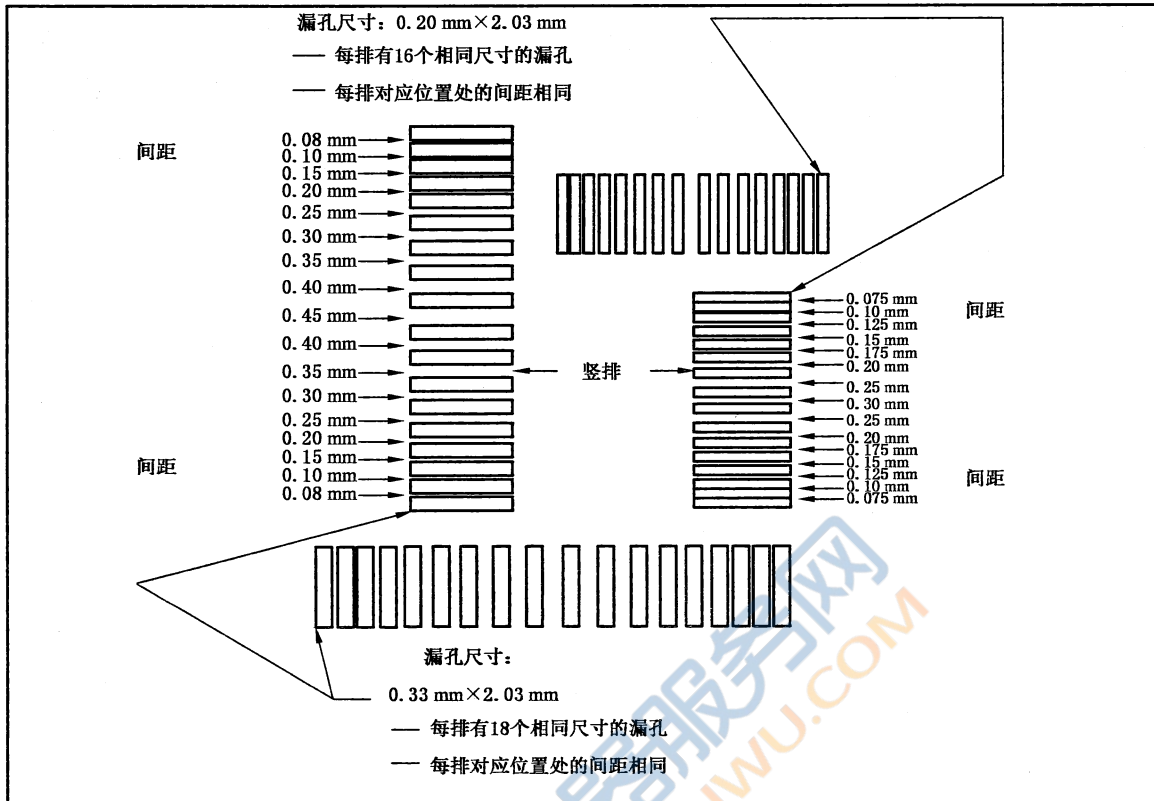 漏孔尺寸：0.20 mm×2.03 mm
— 每排有16个相同尺寸的漏孔
— 每排对应位置处的间距相同
间距
0.08 mm
0.10 mm
0.15 mm
0.20 mm
0.25 mm
0.30 mm
0.35 mm
0.40 mm
0.45 mm
0.40 mm
0.35 mm
0.30 mm
0.25 mm
0.20 mm
0.15 mm
0.10 mm
0.08 mm
间距
竖排
0.075 mm
0.10 mm
0.125 mm
0.15 mm
0.175 mm
0.20 mm
0.25 mm
0.30 mm
0.25 mm
0.20 mm
0.175 mm
0.15 mm
0.125 mm
0.10 mm
0.075 mm
间距
间距
漏孔尺寸：
0.33 mm×2.03 mm
— 每排有18个相同尺寸的漏孔
— 每排对应位置处的间距相同
服务网
WU.COM